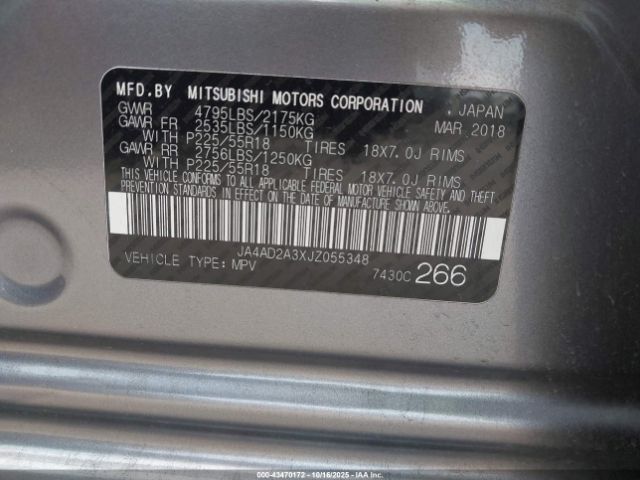 MFD.BY MITSUBISHI MOTORS CORPORATION , JAPAN
GVWR 4795LBS/2175KG MAR 2018
GAWR FR 2535LBS/1150KG
WITH P225/55R18 TIRES 18X7.0J RIMS
GAWR RR 2756LBS/1250KG
WITH P225/55R18 TIRES 18X7.0J RIMS
THIS VEHICLE CONFORMS TO ALL APPLICABLE FEDERAL MOTOR VEHICLE SAFETY AND THEFT
PREVENTION STANDARDS IN EFFECT ON THE DATE OF MANUFACTURE SHOWN ABOVE.
JA4AD2A3XJZ055348
VEHICLE TYPE: MPV 7430C 266
© 43470172 - 10/16/2025 - IAAI.COM